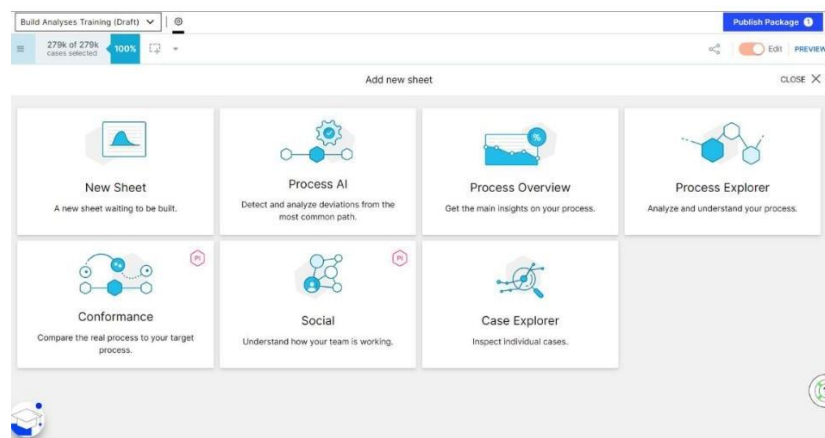 Build Analyses Training (Draft)
Publish Package 1
279k of 279k
cases selected
100%
Edit
PREVIEW
Add new sheet
CLOSE X
New Sheet
A new sheet waiting to be built.
Process AI
Detect and analyze deviations from the
most common path.
Process Overview
Get the main insights on your process.
Process Explorer
Analyze and understand your process.
Conformance
Compare the real process to your target
process.
PI
Social
Understand how your team is working.
PI
Case Explorer
Inspect individual cases.